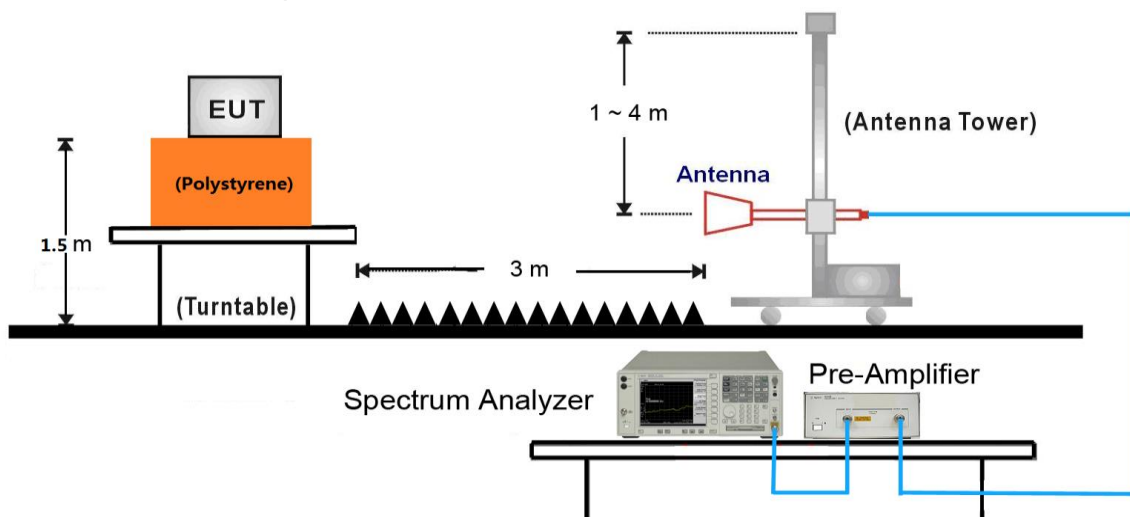 EUT
1 ~ 4 m
(Antenna Tower)
Antenna
(Polystyrene)
1.5 m
3 m
(Turntable)
Spectrum Analyzer
Pre-Amplifier